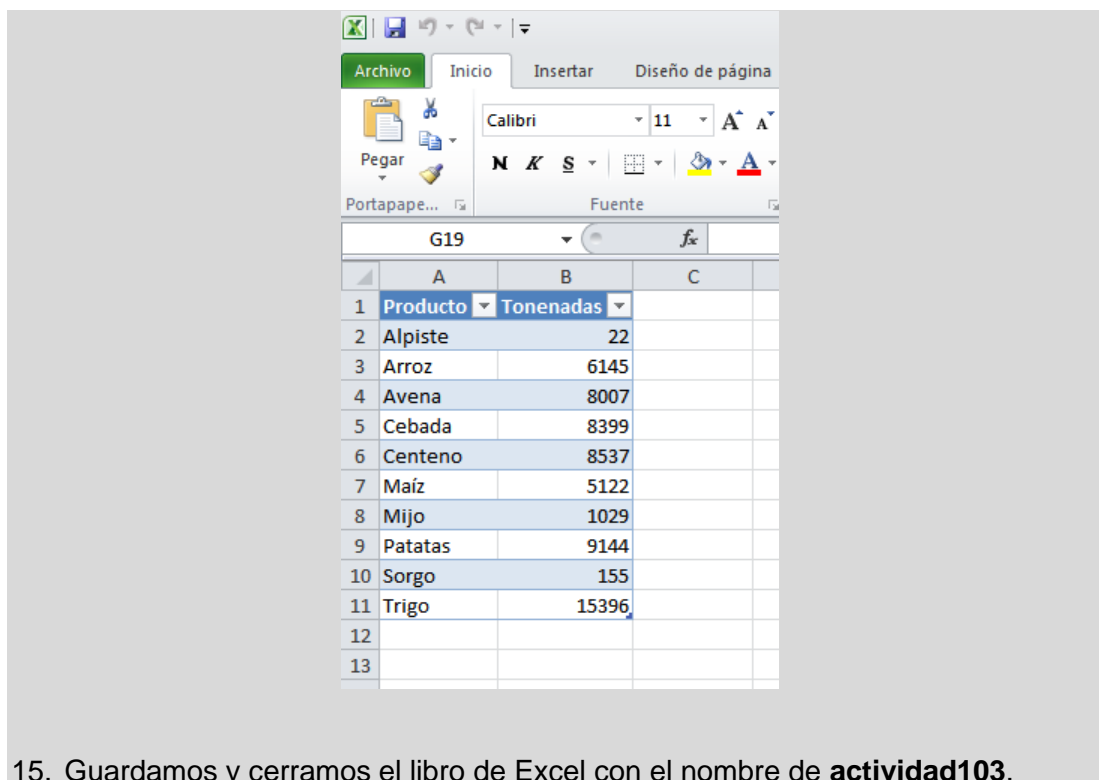 Archivo Inicio Insertar Diseño de página
Calibri 11 A A
Pegar N K S A
Portapape... Fuente
G19 fx
A B C
1 Producto Tonenadas
2 Alpiste 22
3 Arroz 6145
4 Avena 8007
5 Cebada 8399
6 Centeno 8537
7 Maíz 5122
8 Mijo 1029
9 Patatas 9144
10 Sorgo 155
11 Trigo 15396
12
13
15. Guardamos y cerramos el libro de Excel con el nombre de actividad103.